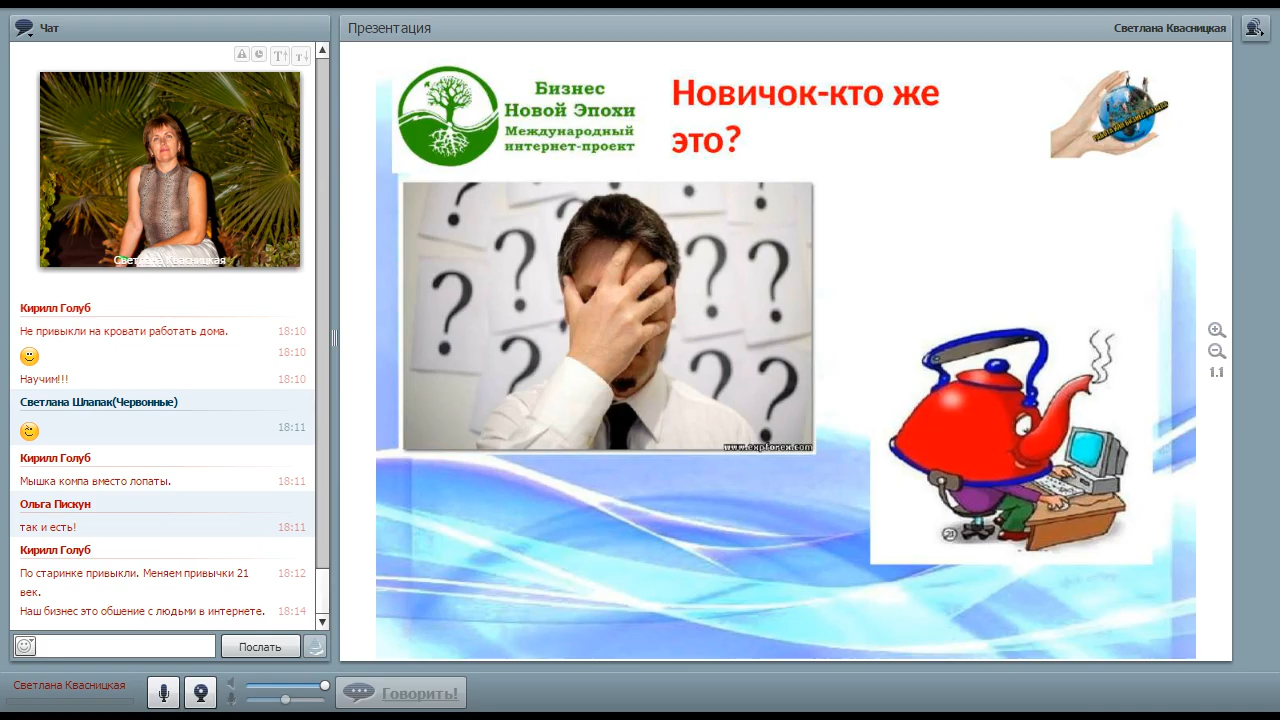 Чат
Презентация
Светлана Квасницкая
T
T
Светлана Квасницкая
Кирилл Голуб
Не привыкли на кровати работать дома. 18:10
18:10
Научим!!! 18:10
Светлана Шлапак(Червонные)
18:11
Кирилл Голуб
Мышка компа вместо лопаты. 18:11
Ольга Пискун
так и есть! 18:11
Кирилл Голуб
По старинке привыкли. Меняем привычки 21 18:12
век.
Наш бизнес это общение с людьми в интернете. 18:14
Послать
Светлана Квасницкая
Говорить!
Бизнес
Новой Эпохи
Международный
интернет-проект
Новичок-кто же
это?
? ? ? ? ? ? ? ? ?
www.expforex.com
1:1